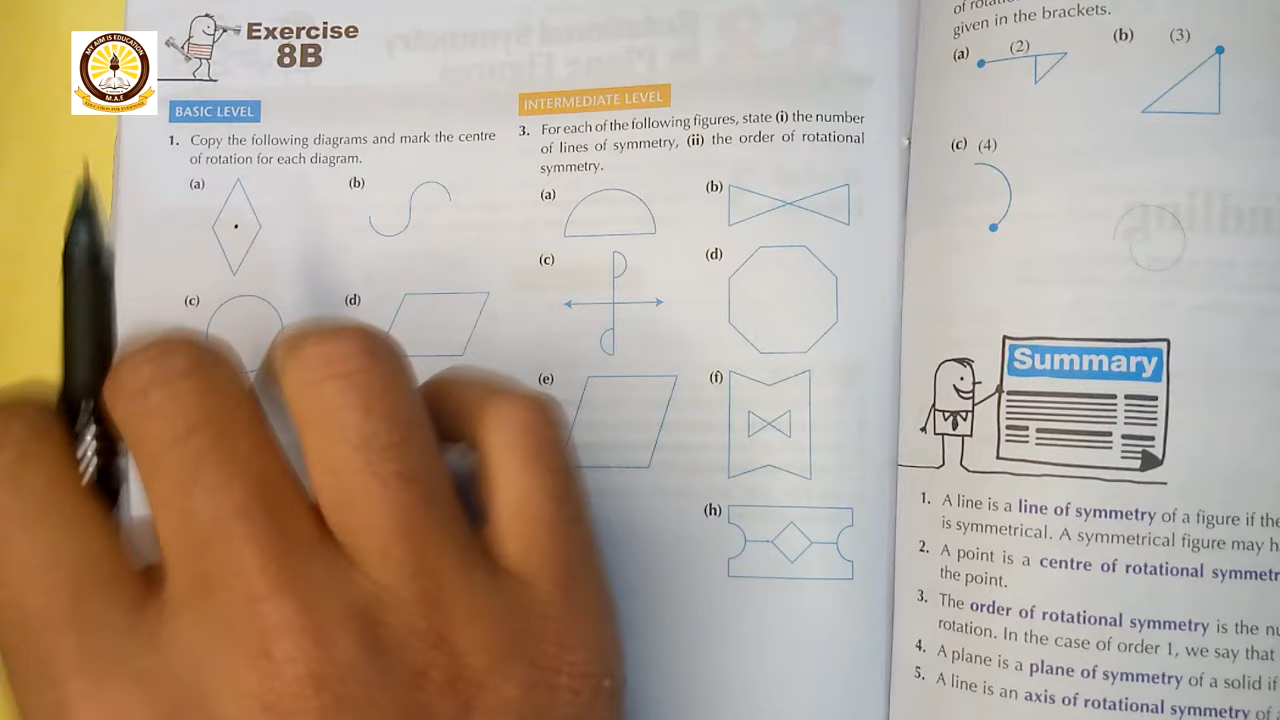 MY AIM IS EDUCATION
M.A.E
EDUCATION FOR EVERYONE
Exercise
8B
BASIC LEVEL
1. Copy the following diagrams and mark the centre
of rotation for each diagram.
(a)
(b)
(c)
(d)
INTERMEDIATE LEVEL
3. For each of the following figures, state (i) the number
of lines of symmetry, (ii) the order of rotational
symmetry.
(a)
(b)
(c)
(d)
(e)
(f)
(h)
of
given in the brackets.
(a) (2)
(b) (3)
(c) (4)
Summary
1. A line is a line of symmetry of a figure if the
is symmetrical. A symmetrical figure may
2. A point is a centre of rotational
the point.
3. The order of rotational symmetry is the
rotation. In the case of order 1, we say that
4. A plane is a plane of symmetry of a solid if
5. A line is an axis of rotational symmetry of